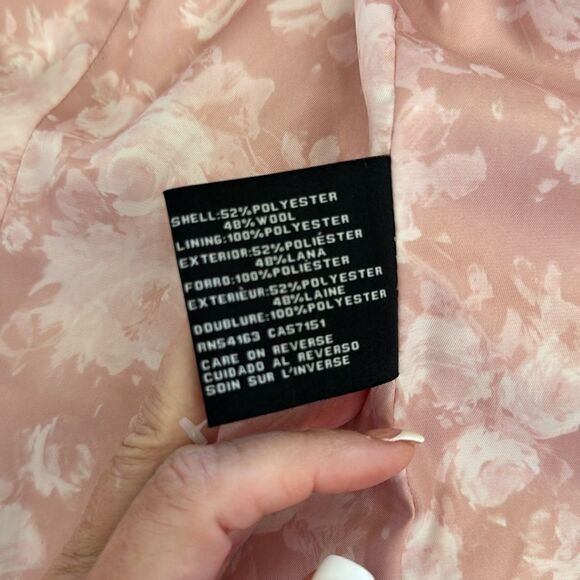 SHELL:52%POLYESTER
48%WOOL
LINING:100%POLYESTER
EXTERIOR:52%POLIÉSTER
48%LANA
FORRO:100%POLIÉSTER
EXTERIEUR:52%POLYESTER
48%LAINE
DOUBLURE:100%POLYESTER
RN54163 CA57151
CARE ON REVERSE
CUIDADO AL REVERSO
SOIN SUR L'INVERSE